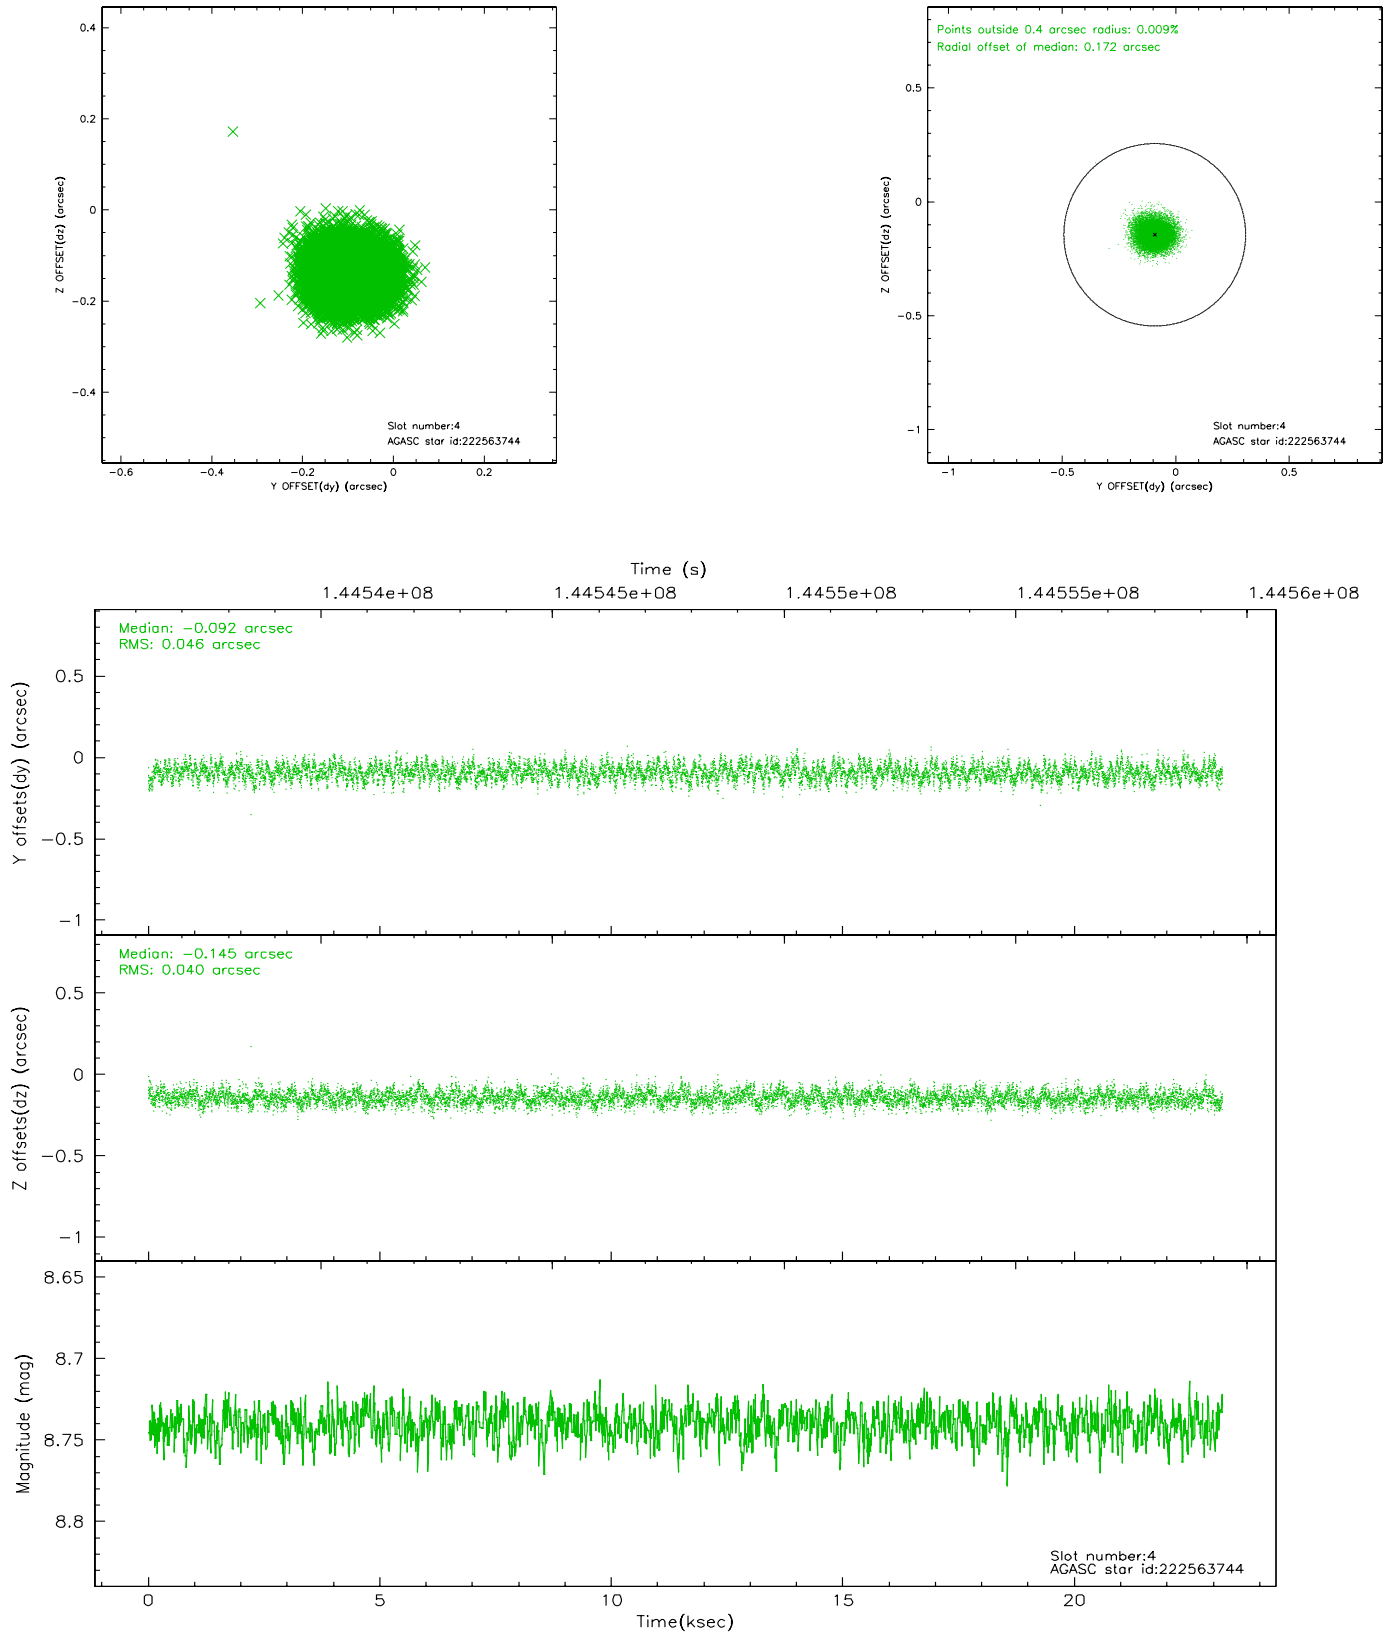 0.4
0.2
0
−0.2
−0.4
Z OFFSET(dz) (arcsec)
−0.6
−0.4
−0.2
0
0.2
Y OFFSET(dy) (arcsec)
Slot number:4
AGASC star id:222563744
Points outside 0.4 arcsec radius: 0.009%
Radial offset of median: 0.172 arcsec
0.5
0
−0.5
−1
Z OFFSET(dz) (arcsec)
−1
−0.5
0
0.5
Y OFFSET(dy) (arcsec)
Slot number:4
AGASC star id:222563744
Time (s)
1.4454e+08
1.44545e+08
1.4455e+08
1.44555e+08
1.4456e+08
Median: −0.092 arcsec
RMS: 0.046 arcsec
0.5
0
−0.5
−1
Y offsets(dy) (arcsec)
Median: −0.145 arcsec
RMS: 0.040 arcsec
0.5
0
−0.5
−1
Z offsets(dz) (arcsec)
8.65
8.7
8.75
8.8
Magnitude (mag)
Slot number:4
AGASC star id:222563744
0
5
10
15
20
Time(ksec)